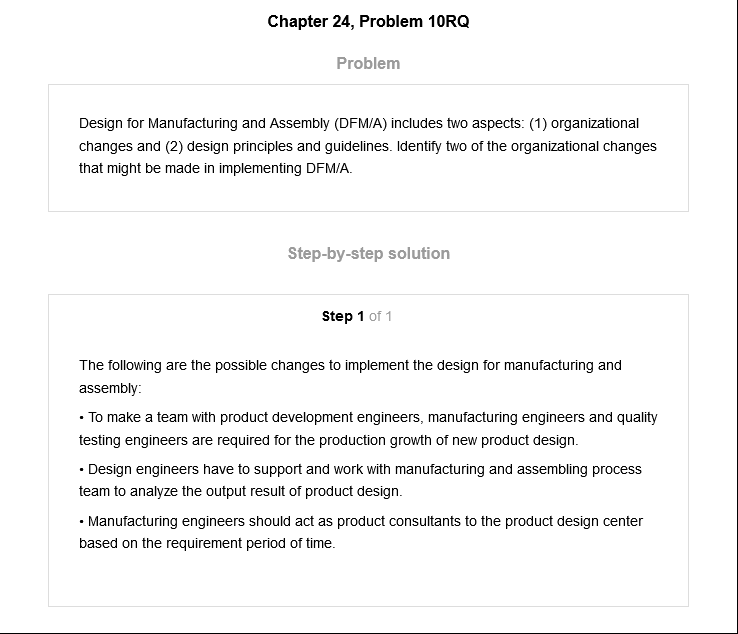 Chapter 24, Problem 10RQ
Problem
Design for Manufacturing and Assembly (DFM/A) includes two aspects: (1) organizational
changes and (2) design principles and guidelines. Identify two of the organizational changes
that might be made in implementing DFM/A.
Step-by-step solution
Step 1 of 1
The following are the possible changes to implement the design for manufacturing and
assembly:
• To make a team with product development engineers, manufacturing engineers and quality
testing engineers are required for the production growth of new product design.
• Design engineers have to support and work with manufacturing and assembling process
team to analyze the output result of product design.
• Manufacturing engineers should act as product consultants to the product design center
based on the requirement period of time.